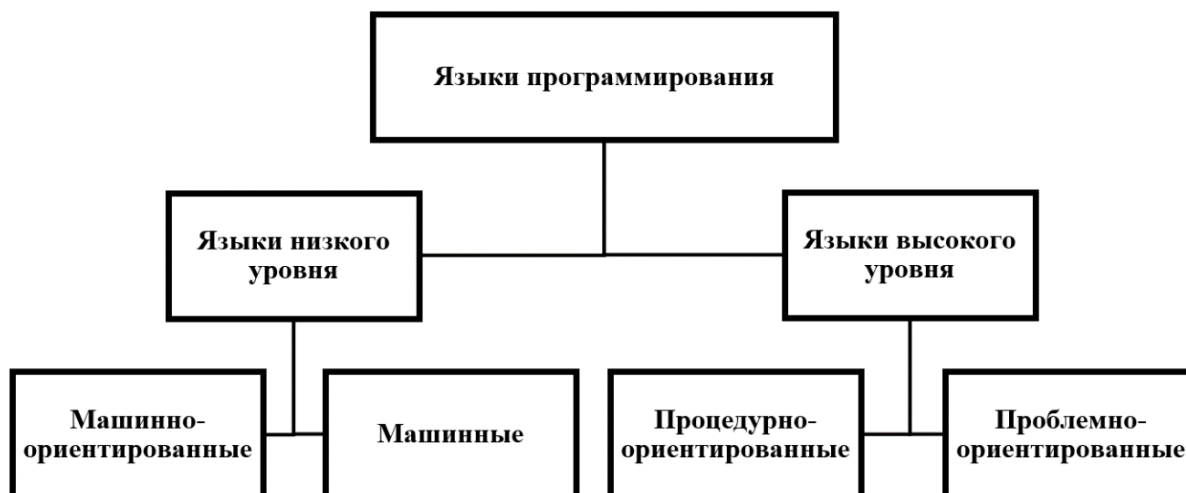 Языки программирования
Языки низкого
уровня
Языки высокого
уровня
Машинно-
ориентированные
Машинные
Процедурно-
ориентированные
Проблемно-
ориентированные